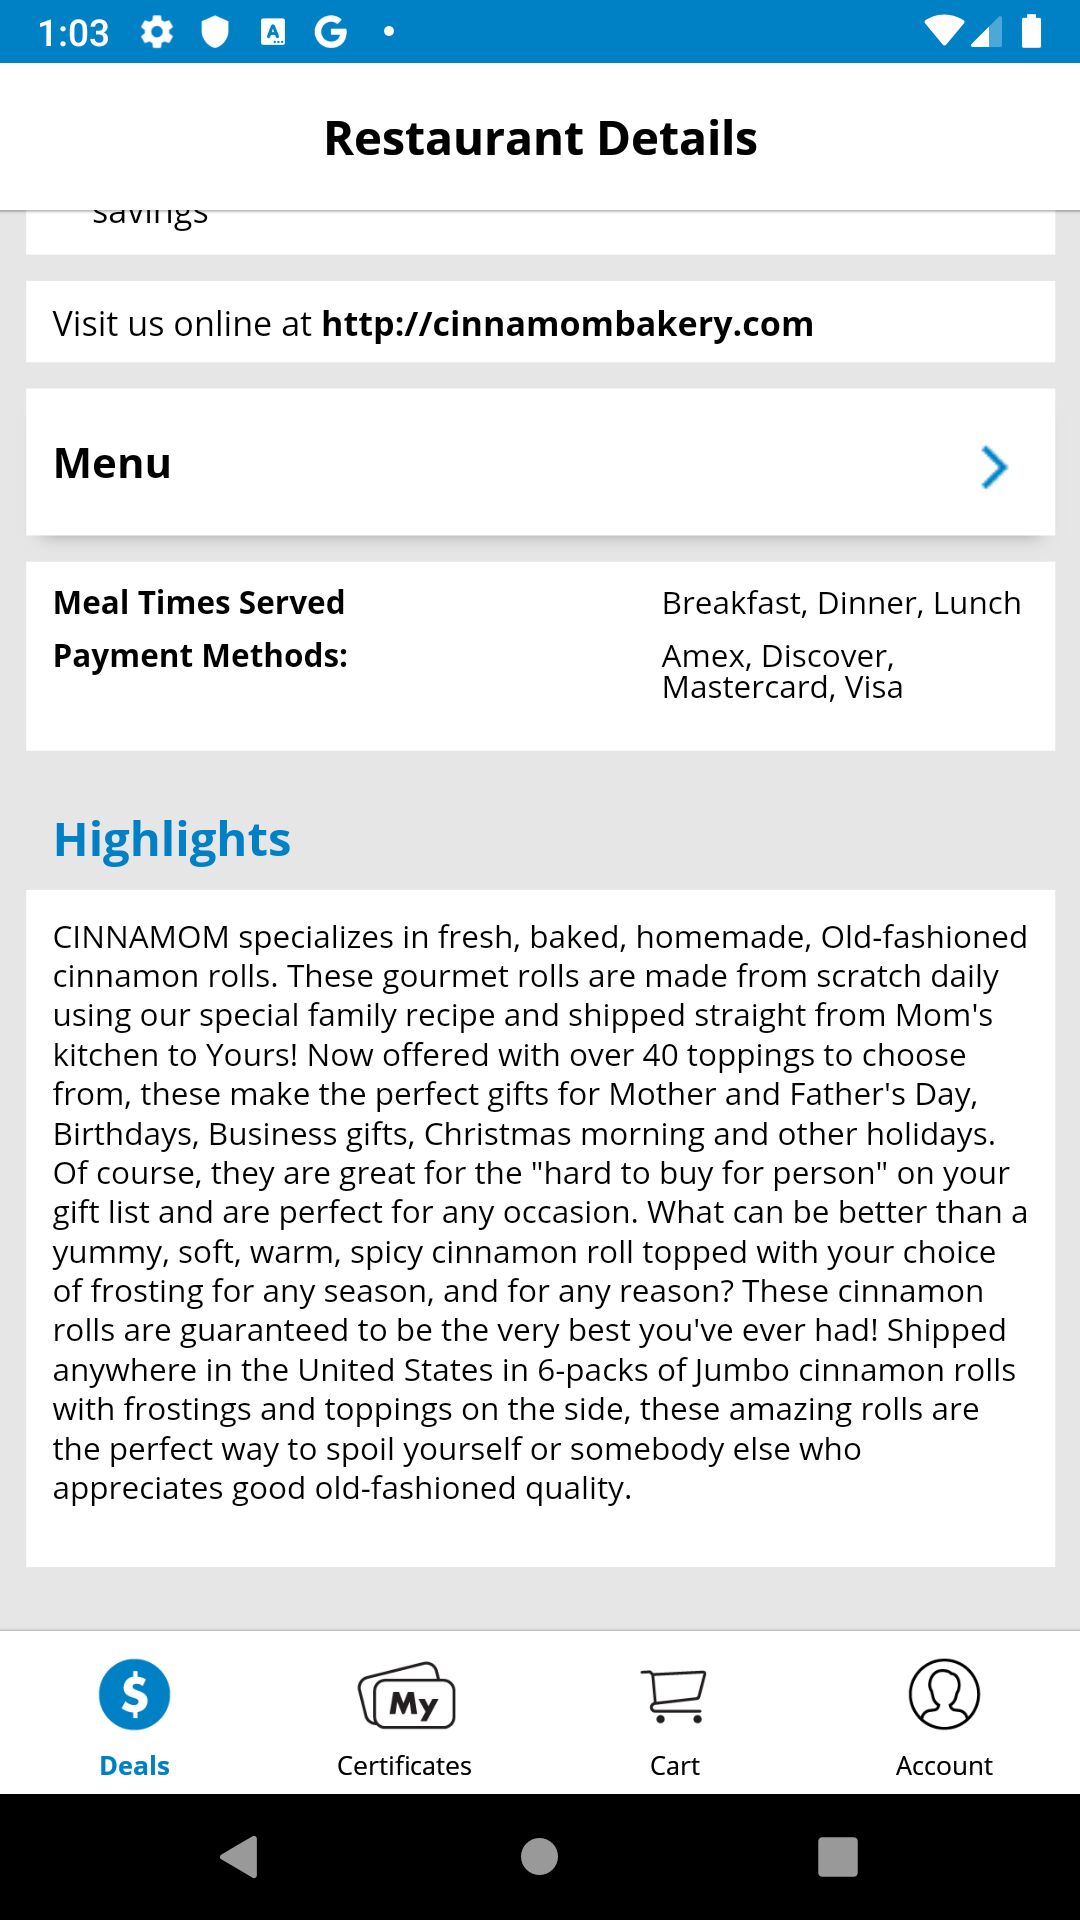 1:03
Restaurant Details
savings
Visit us online at http://cinnamombakery.com
Menu
Meal Times Served Breakfast, Dinner, Lunch
Payment Methods: Amex, Discover,
Mastercard, Visa
Highlights
CINNAMOM specializes in fresh, baked, homemade, Old-fashioned
cinnamon rolls. These gourmet rolls are made from scratch daily
using our special family recipe and shipped straight from Mom's
kitchen to Yours! Now offered with over 40 toppings to choose
from, these make the perfect gifts for Mother and Father's Day,
Birthdays, Business gifts, Christmas morning and other holidays.
Of course, they are great for the "hard to buy for person" on your
gift list and are perfect for any occasion. What can be better than a
yummy, soft, warm, spicy cinnamon roll topped with your choice
of frosting for any season, and for any reason? These cinnamon
rolls are guaranteed to be the very best you've ever had! Shipped
anywhere in the United States in 6-packs of Jumbo cinnamon rolls
with frostings and toppings on the side, these amazing rolls are
the perfect way to spoil yourself or somebody else who
appreciates good old-fashioned quality.
My
Deals Certificates Cart Account